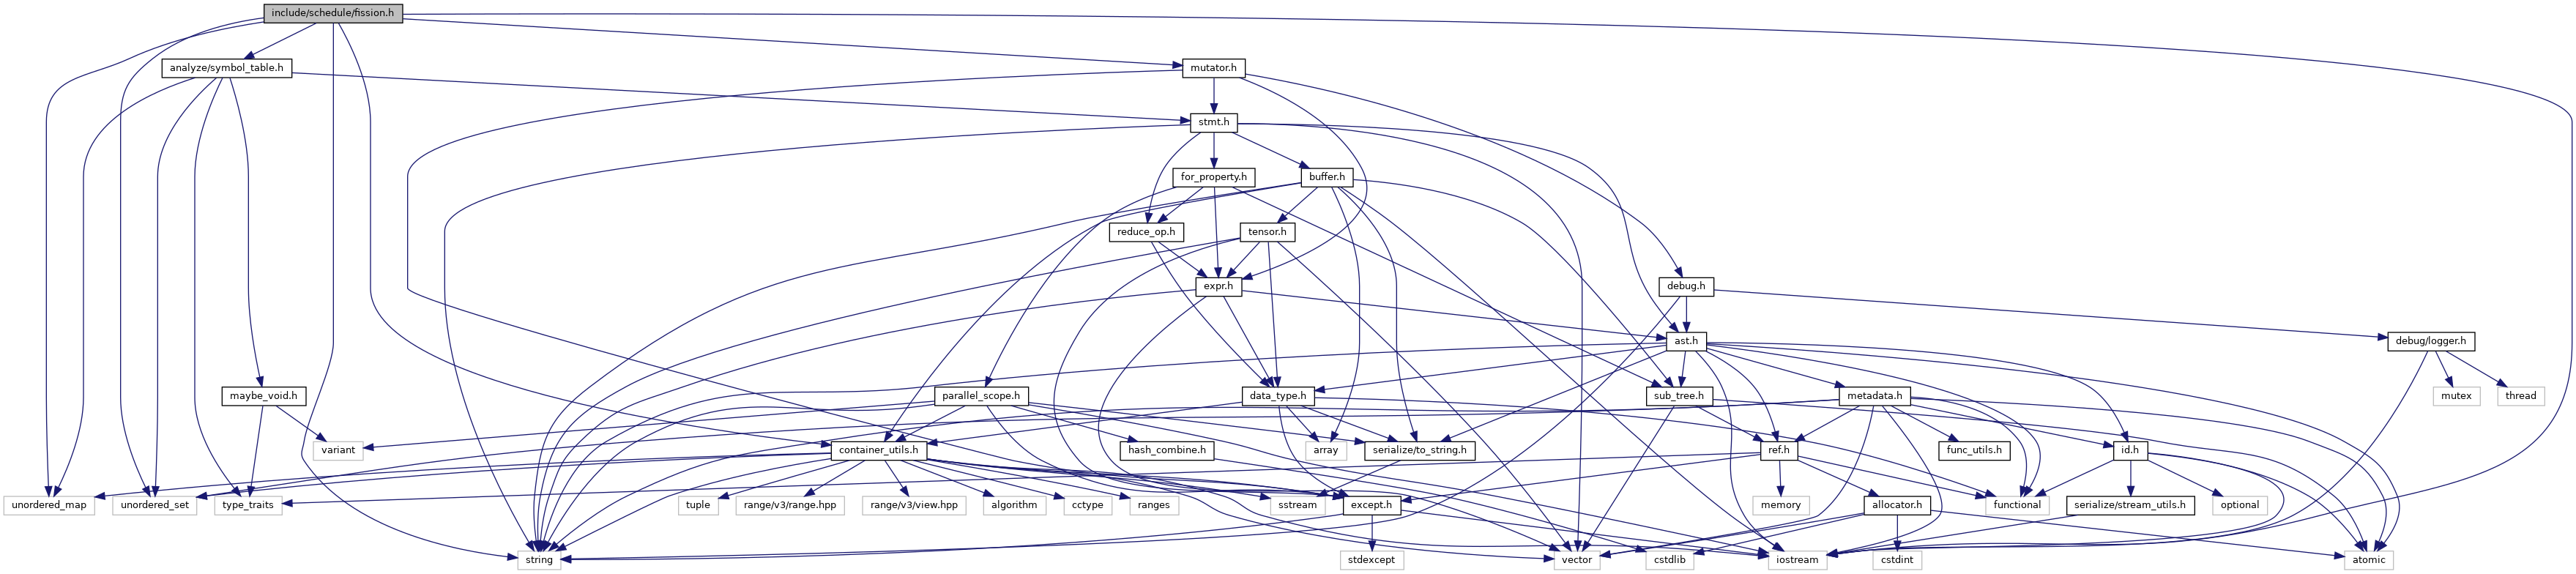 include/schedule/fission.h
analyze/symbol_table.h
mutator.h
stmt.h
for_property.h
buffer.h
reduce_op.h
tensor.h
expr.h
debug.h
ast.h
debug/logger.h
maybe_void.h
parallel_scope.h
data_type.h
sub_tree.h
metadata.h
mutex
thread
variant
container_utils.h
hash_combine.h
array
serialize/to_string.h
ref.h
func_utils.h
id.h
unordered_map
unordered_set
type_traits
tuple
range/v3/range.hpp
range/v3/view.hpp
algorithm
cctype
ranges
sstream
except.h
memory
allocator.h
functional
serialize/stream_utils.h
optional
string
stdexcept
vector
cstdlib
iostream
cstdint
atomic